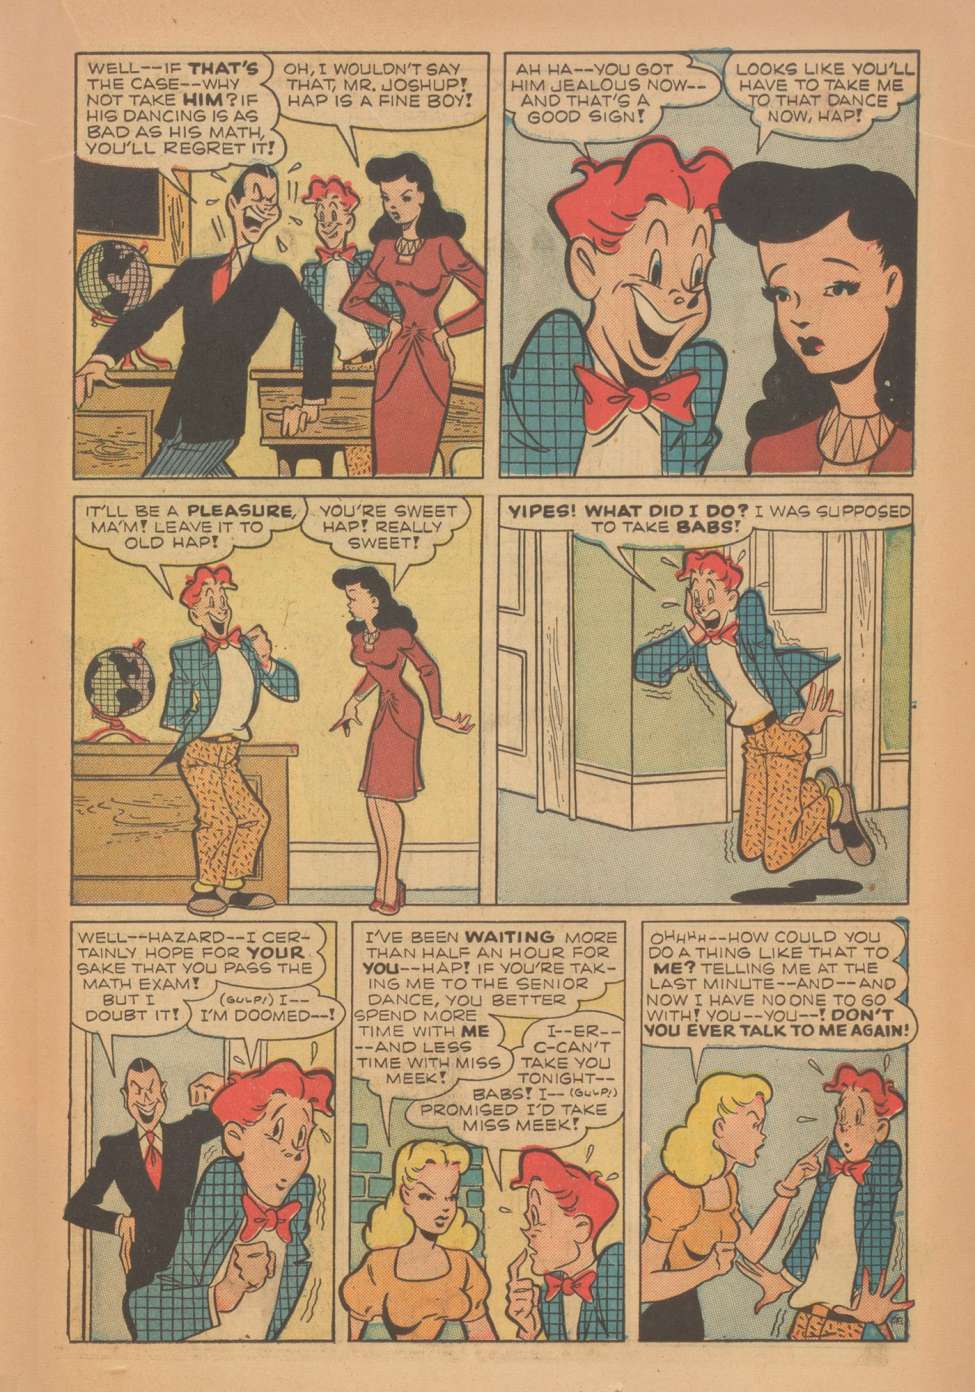 WELL--IF THAT'S
THE CASE--WHY
NOT TAKE HIM? IF
HIS DANCING IS AS
BAD AS HIS MATH,
YOU'LL REGRET IT!
OH, I WOULDN'T SAY
THAT, MR. JOSHUP!
HAP IS A FINE BOY!
AH HA--YOU GOT
HIM JEALOUS NOW--
AND THAT'S A
GOOD SIGN!
LOOKS LIKE YOU'LL
HAVE TO TAKE ME
TO THAT DANCE
NOW, HAP!
IT'LL BE A PLEASURE,
MA'M! LEAVE IT TO
OLD HAP!
YOU'RE SWEET
HAP! REALLY
SWEET!
YIPES! WHAT DID I DO? I WAS SUPPOSED
TO TAKE BABS!
WELL--HAZARD--I CER-
TAINLY HOPE FOR YOUR
SAKE THAT YOU PASS THE
MATH EXAM!
BUT I
DOUBT IT!
(GULP!) I--
I'M DOOMED--!
I'VE BEEN WAITING MORE
THAN HALF AN HOUR FOR
YOU--HAP! IF YOU'RE TAK-
ING ME TO THE SENIOR
DANCE, YOU BETTER
SPEND MORE
TIME WITH ME
--AND LESS
TIME WITH MISS
MEEK!
I--ER--
C-CAN'T
TAKE YOU
TONIGHT--
BABS! I--(GULP!)
PROMISED I'D TAKE
MISS MEEK!
OHHHH--HOW COULD YOU
DO A THING LIKE THAT TO
ME? TELLING ME AT THE
LAST MINUTE--AND--AND
NOW I HAVE NO ONE TO GO
WITH! YOU--YOU--! DON'T
YOU EVER TALK TO ME AGAIN!